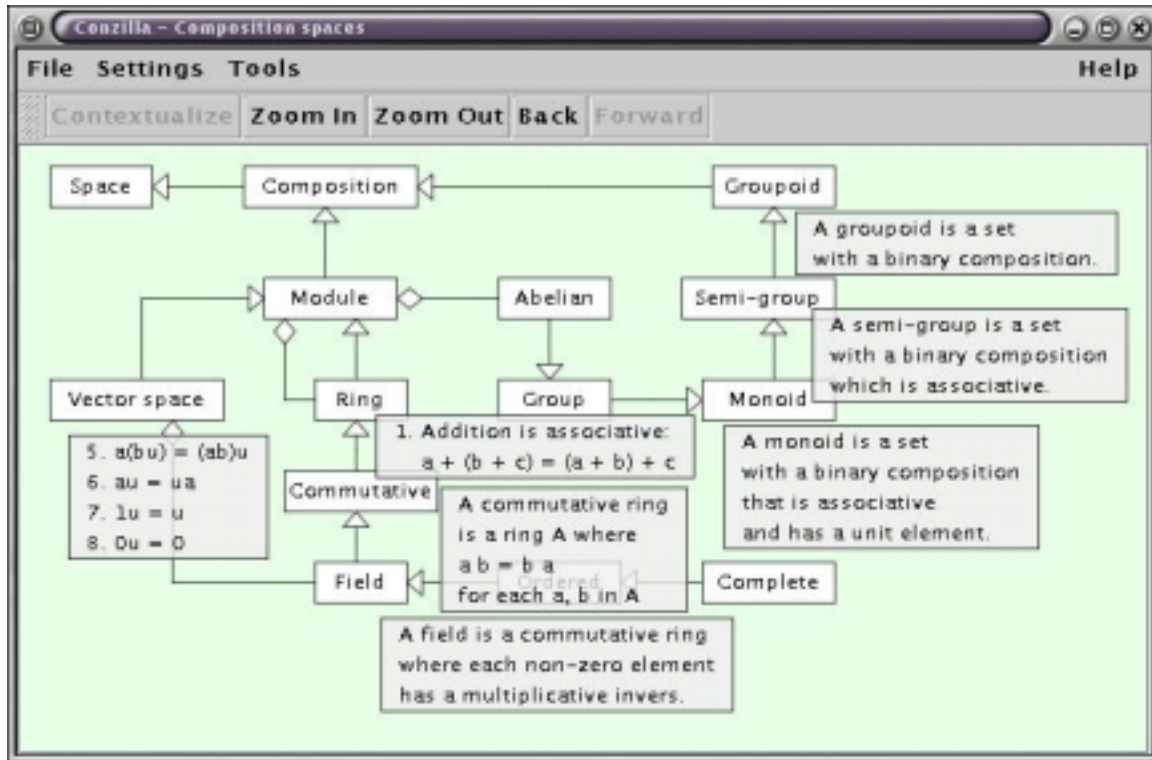 Conzilla - Composition spaces
File Settings Tools Help
Contextualize Zoom In Zoom Out Back Forward
Space Composition Groupoid
A groupoid is a set
with a binary composition.
Module Abelian Semi-group
A semi-group is a set
with a binary composition
which is associative.
Vector space Ring Group Monoid
1. Addition is associative:
a + (b + c) = (a + b) + c
A monoid is a set
with a binary composition
that is associative
and has a unit element.
5. a(bu) = (ab)u
6. au = ua
7. 1u = u
8. 0u = 0
Commutative
A commutative ring
is a ring A where
a b = b a
for each a, b in A
Field Ordered Complete
A field is a commutative ring
where each non-zero element
has a multiplicative invers.